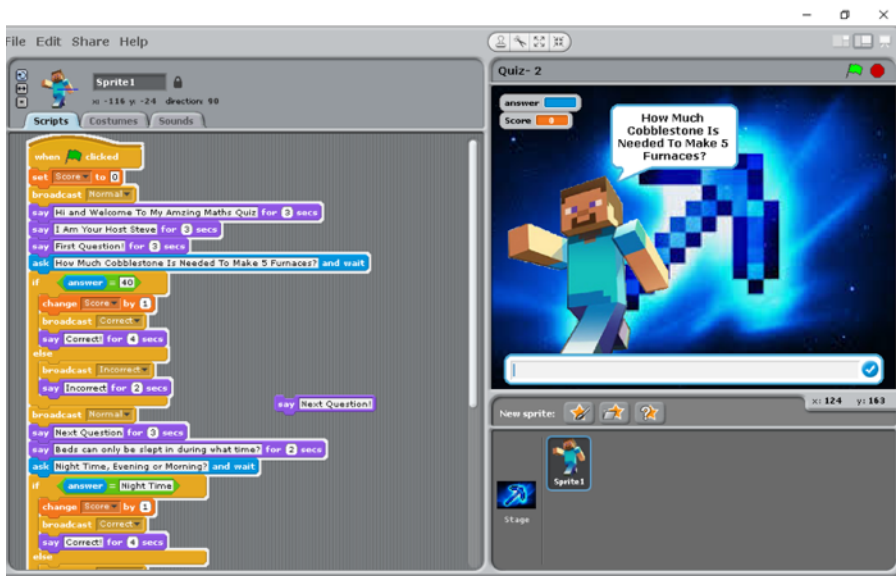 File Edit Share Help
Sprite1
x: -116 y: -24 direction: 90
Scripts Costumes Sounds
when clicked
set Score to 0
broadcast Normal
say Hi and Welcome To My Amzing Maths Quiz for 3 secs
say I Am Your Host Steve for 3 secs
say First Question! for 3 secs
ask How Much Cobblestone Is Needed To Make 5 Furnaces? and wait
if answer = 40
change Score by 1
broadcast Correct
say Correct! for 4 secs
else
broadcast Incorrect
say Incorrect for 2 secs
say Next Question!
broadcast Normal
say Next Question for 3 secs
say Beds can only be slept in during what time? for 2 secs
ask Night Time, Evening or Morning? and wait
if answer = Night Time
change Score by 1
broadcast Correct
say Correct! for 4 secs
else
Quiz- 2
answer
Score 0
How Much
Cobblestone Is
Needed To Make 5
Furnaces?
x: 124 y: 163
New sprite:
Sprite1
Stage